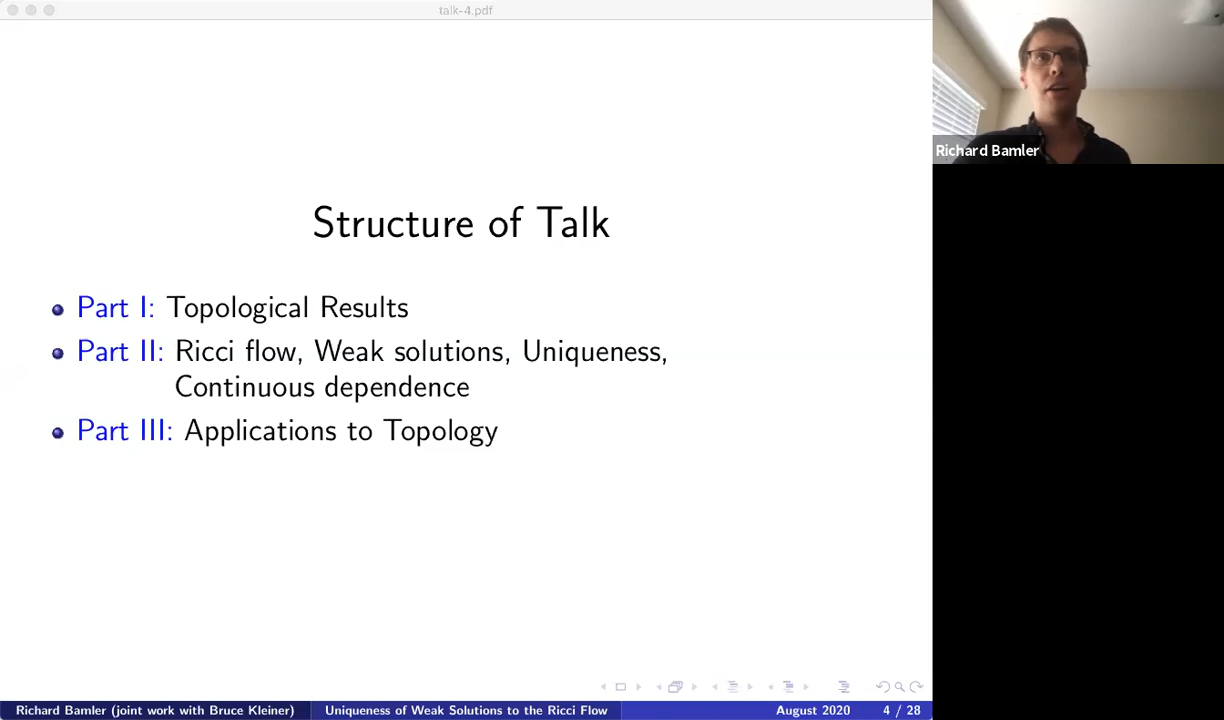 talk-4.pdf
Richard Bamler
Structure of Talk
Part I: Topological Results
Part II: Ricci flow, Weak solutions, Uniqueness,
Continuous dependence
Part III: Applications to Topology
Richard Bamler (joint work with Bruce Kleiner) Uniqueness of Weak Solutions to the Ricci Flow August 2020 4 / 28